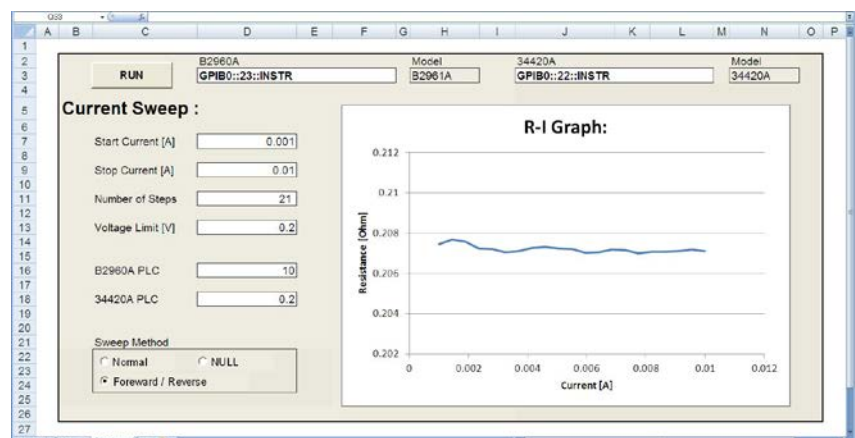 Q33
fx
A B C D E F G H I J K L M N O P
1
2 B2960A Model 34420A Model
3 RUN GPIB0::23::INSTR B2961A GPIB0::22::INSTR 34420A
4
5 Current Sweep :
6 R-I Graph:
7 Start Current [A] 0.001
8 0.212
9 Stop Current [A] 0.01
10
11 Number of Steps 21 0.21
12
13 Voltage Limit [V] 0.2 0.208
14
15
16 B2960A PLC 10 0.206
17
18 34420A PLC 0.2
19 0.204
20
21 Sweep Method
22 Normal NULL 0.202
23 0 0.002 0.004 0.006 0.008 0.01 0.012
24 Foreward / Reverse Current [A]
25
26
27
Resistance [Ohm]